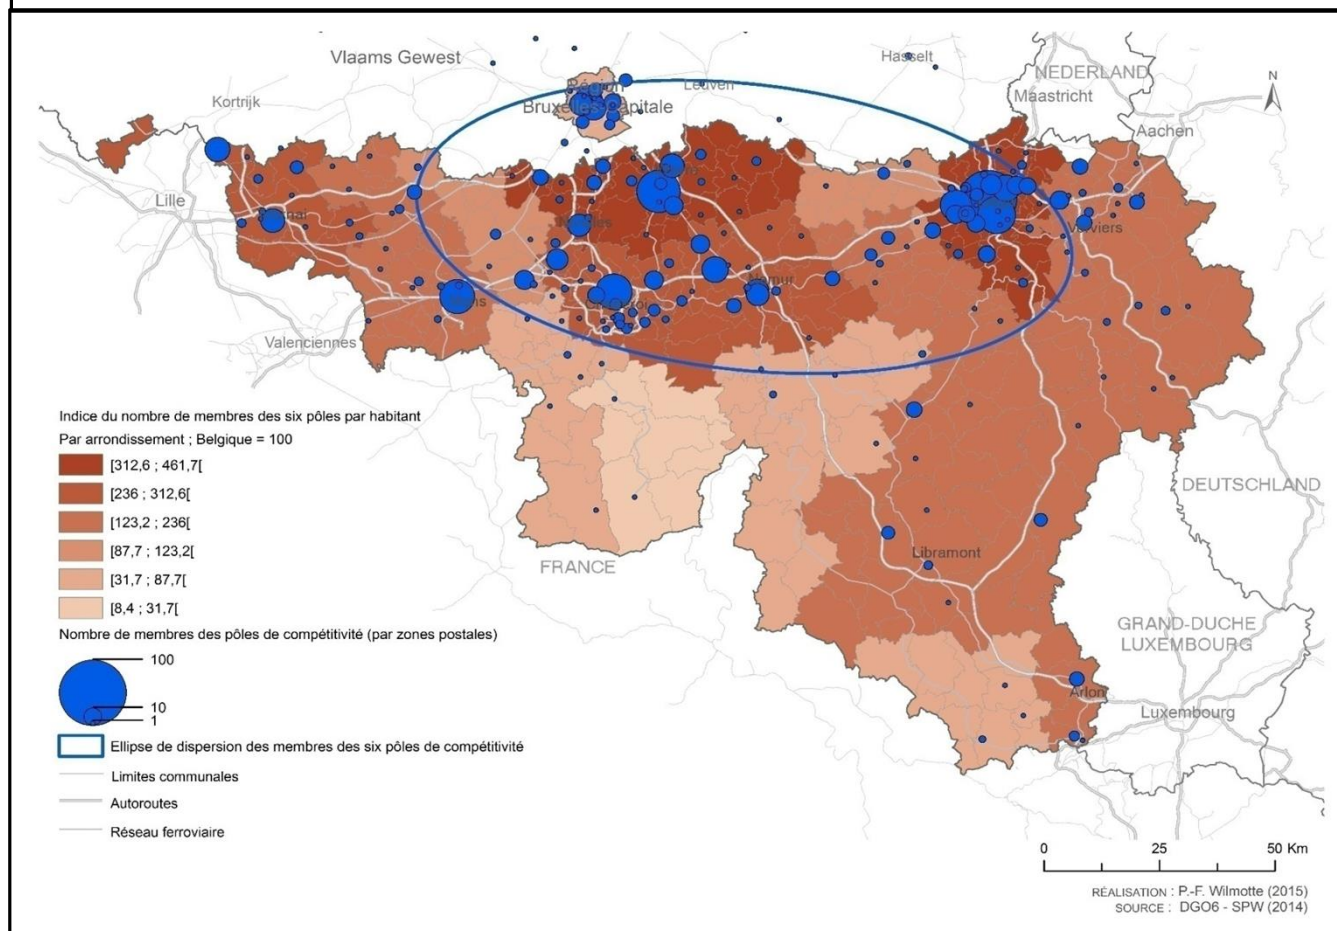 Vlaams Gewest
Hasselt
NEDERLAND
Maastricht
N
Région
Bruxelles-Capitale
Leuven
Kortrijk
Aachen
Lille
Verviers
Namur
Mons
Valenciennes
Indice du nombre de membres des six pôles par habitant
Par arrondissement ; Belgique = 100
[312,6 ; 461,7[
[236 ; 312,6[
[123,2 ; 236[
[87,7 ; 123,2[
[31,7 ; 87,7[
[8,4 ; 31,7[
DEUTSCHLAND
Libramont
FRANCE
Nombre de membres des pôles de compétitivité (par zones postales)
100
10
1
GRAND-DUCHE
LUXEMBOURG
Arlon
Luxembourg
Ellipse de dispersion des membres des six pôles de compétitivité
Limites communales
Autoroutes
Réseau ferroviaire
0 25 50 Km
RÉALISATION : P.-F. Wilmotte (2015)
SOURCE : DGO6 - SPW (2014)